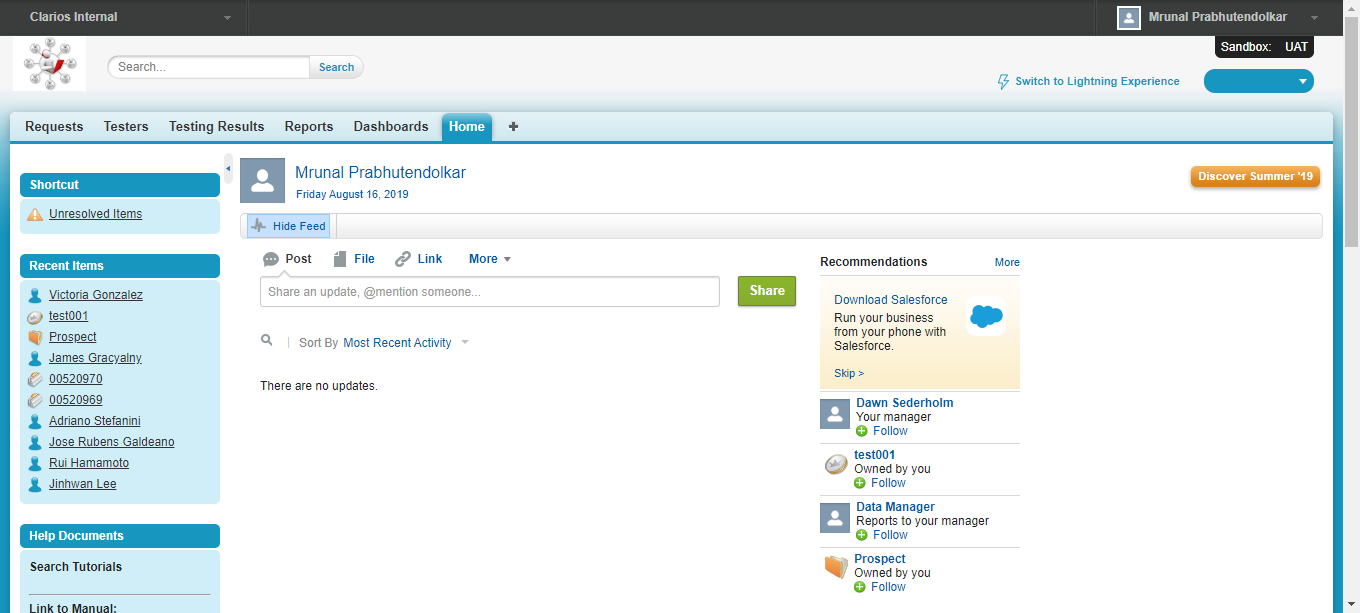 Clarios Internal
Mrunal Prabhutendolkar
Sandbox: UAT
Search...
Search
Switch to Lightning Experience
Requests Testers Testing Results Reports Dashboards Home
Shortcut
Unresolved Items
Recent Items
Victoria Gonzalez
test001
Prospect
James Gracyalny
00520970
00520969
Adriano Stefanini
Jose Rubens Galdeano
Rui Hamamoto
Jinhwan Lee
Help Documents
Search Tutorials
Link to Manual:
Mrunal Prabhutendolkar
Friday August 16, 2019
Discover Summer '19
Hide Feed
Post File Link More
Share an update, @mention someone...
Share
Sort By Most Recent Activity
There are no updates.
Recommendations More
Download Salesforce
Run your business
from your phone with
Salesforce.
Skip >
Dawn Sederholm
Your manager
Follow
test001
Owned by you
Follow
Data Manager
Reports to your manager
Follow
Prospect
Owned by you
Follow